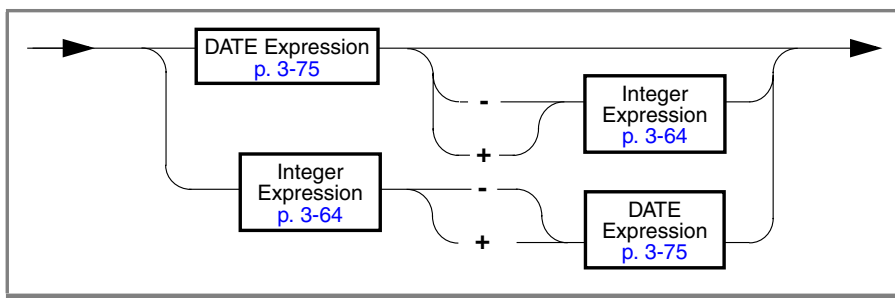 DATE Expression
p. 3-75
-
Integer
Expression
p. 3-64
+
Integer
Expression
p. 3-64
-
+
DATE
Expression
p. 3-75